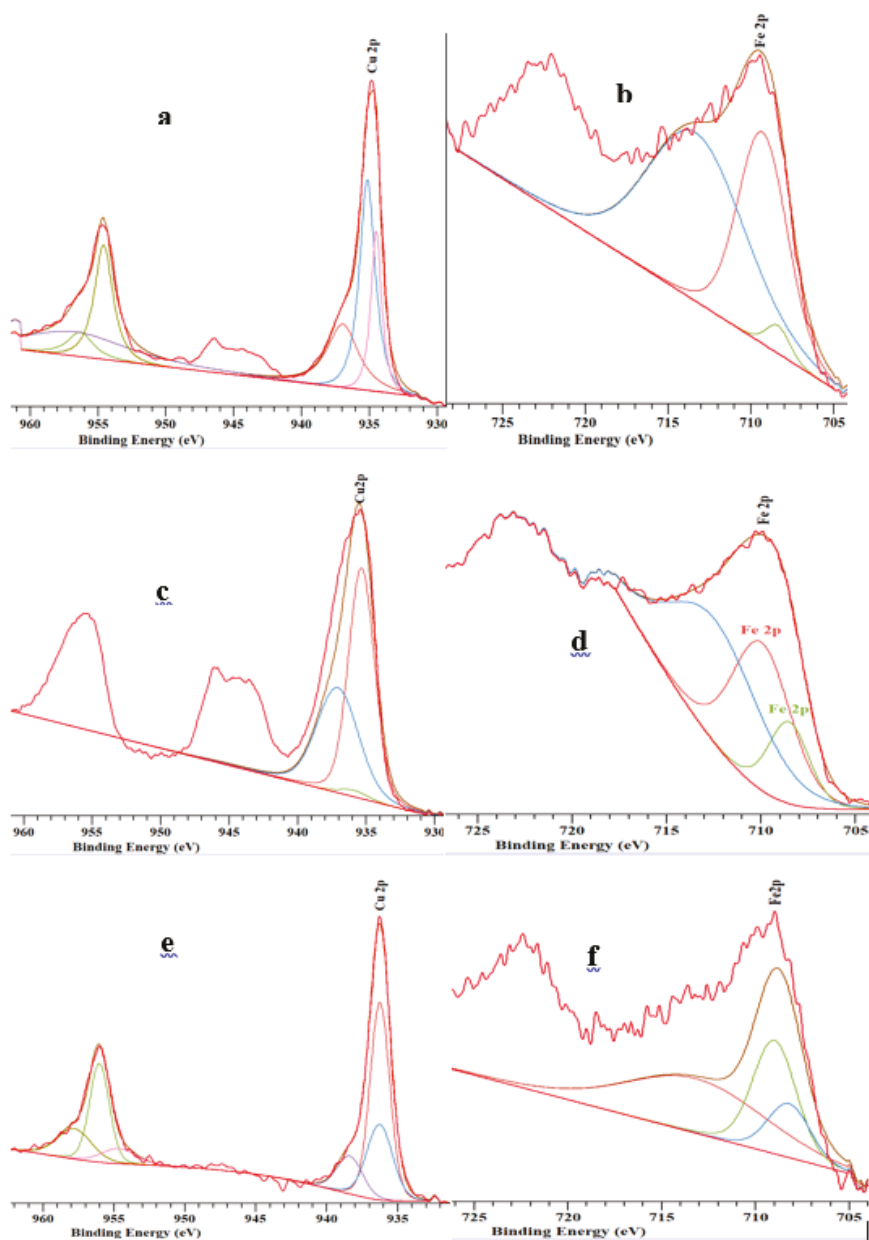 Cu 2p
a
960 955 950 945 940 935 930
Binding Energy (eV)
Fe 2p
b
725 720 715 710 705
Binding Energy (eV)
Cu2p
c
960 955 950 945 940 935 930
Binding Energy (eV)
Fe 2p
d
Fe 2p
Fe 2p
725 720 715 710 705
Binding Energy (eV)
Cu 2p
e
960 955 950 945 940 935
Binding Energy (eV)
Fe2p
f
725 720 715 710 705
Binding Energy (eV)